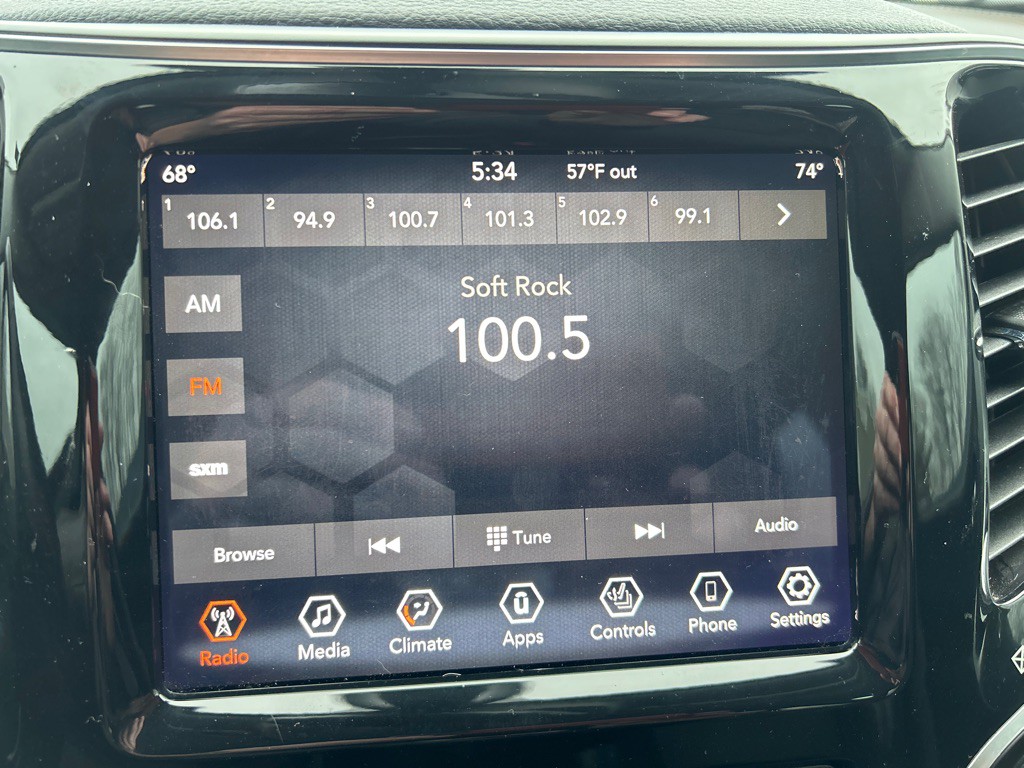 68° 5:34 57°F out 74°
1 106.1 2 94.9 3 100.7 4 101.3 5 102.9 6 99.1
Soft Rock
AM
100.5
FM
sxm
Browse Tune Audio
Radio Media Climate Apps Controls Phone Settings